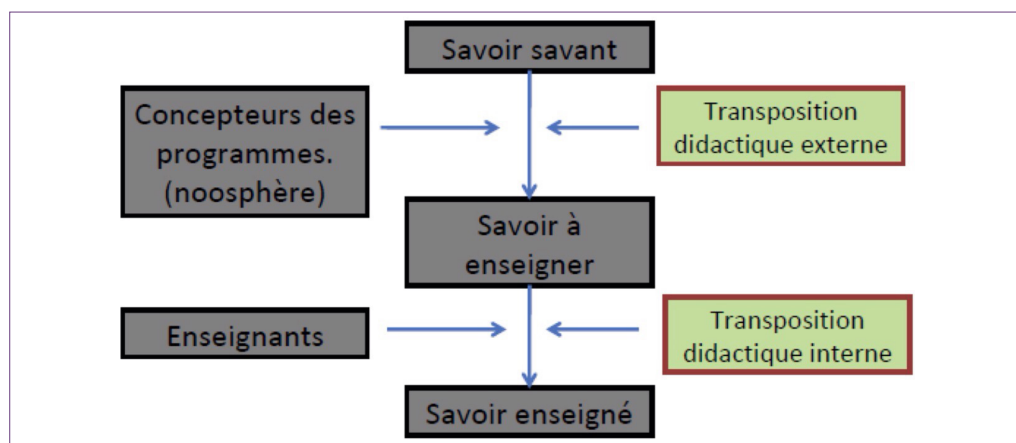 Savoir savant
Concepteurs des
programmes.
(noosphère)
Transposition
didactique externe
Savoir à
enseigner
Enseignants
Transposition
didactique interne
Savoir enseigné